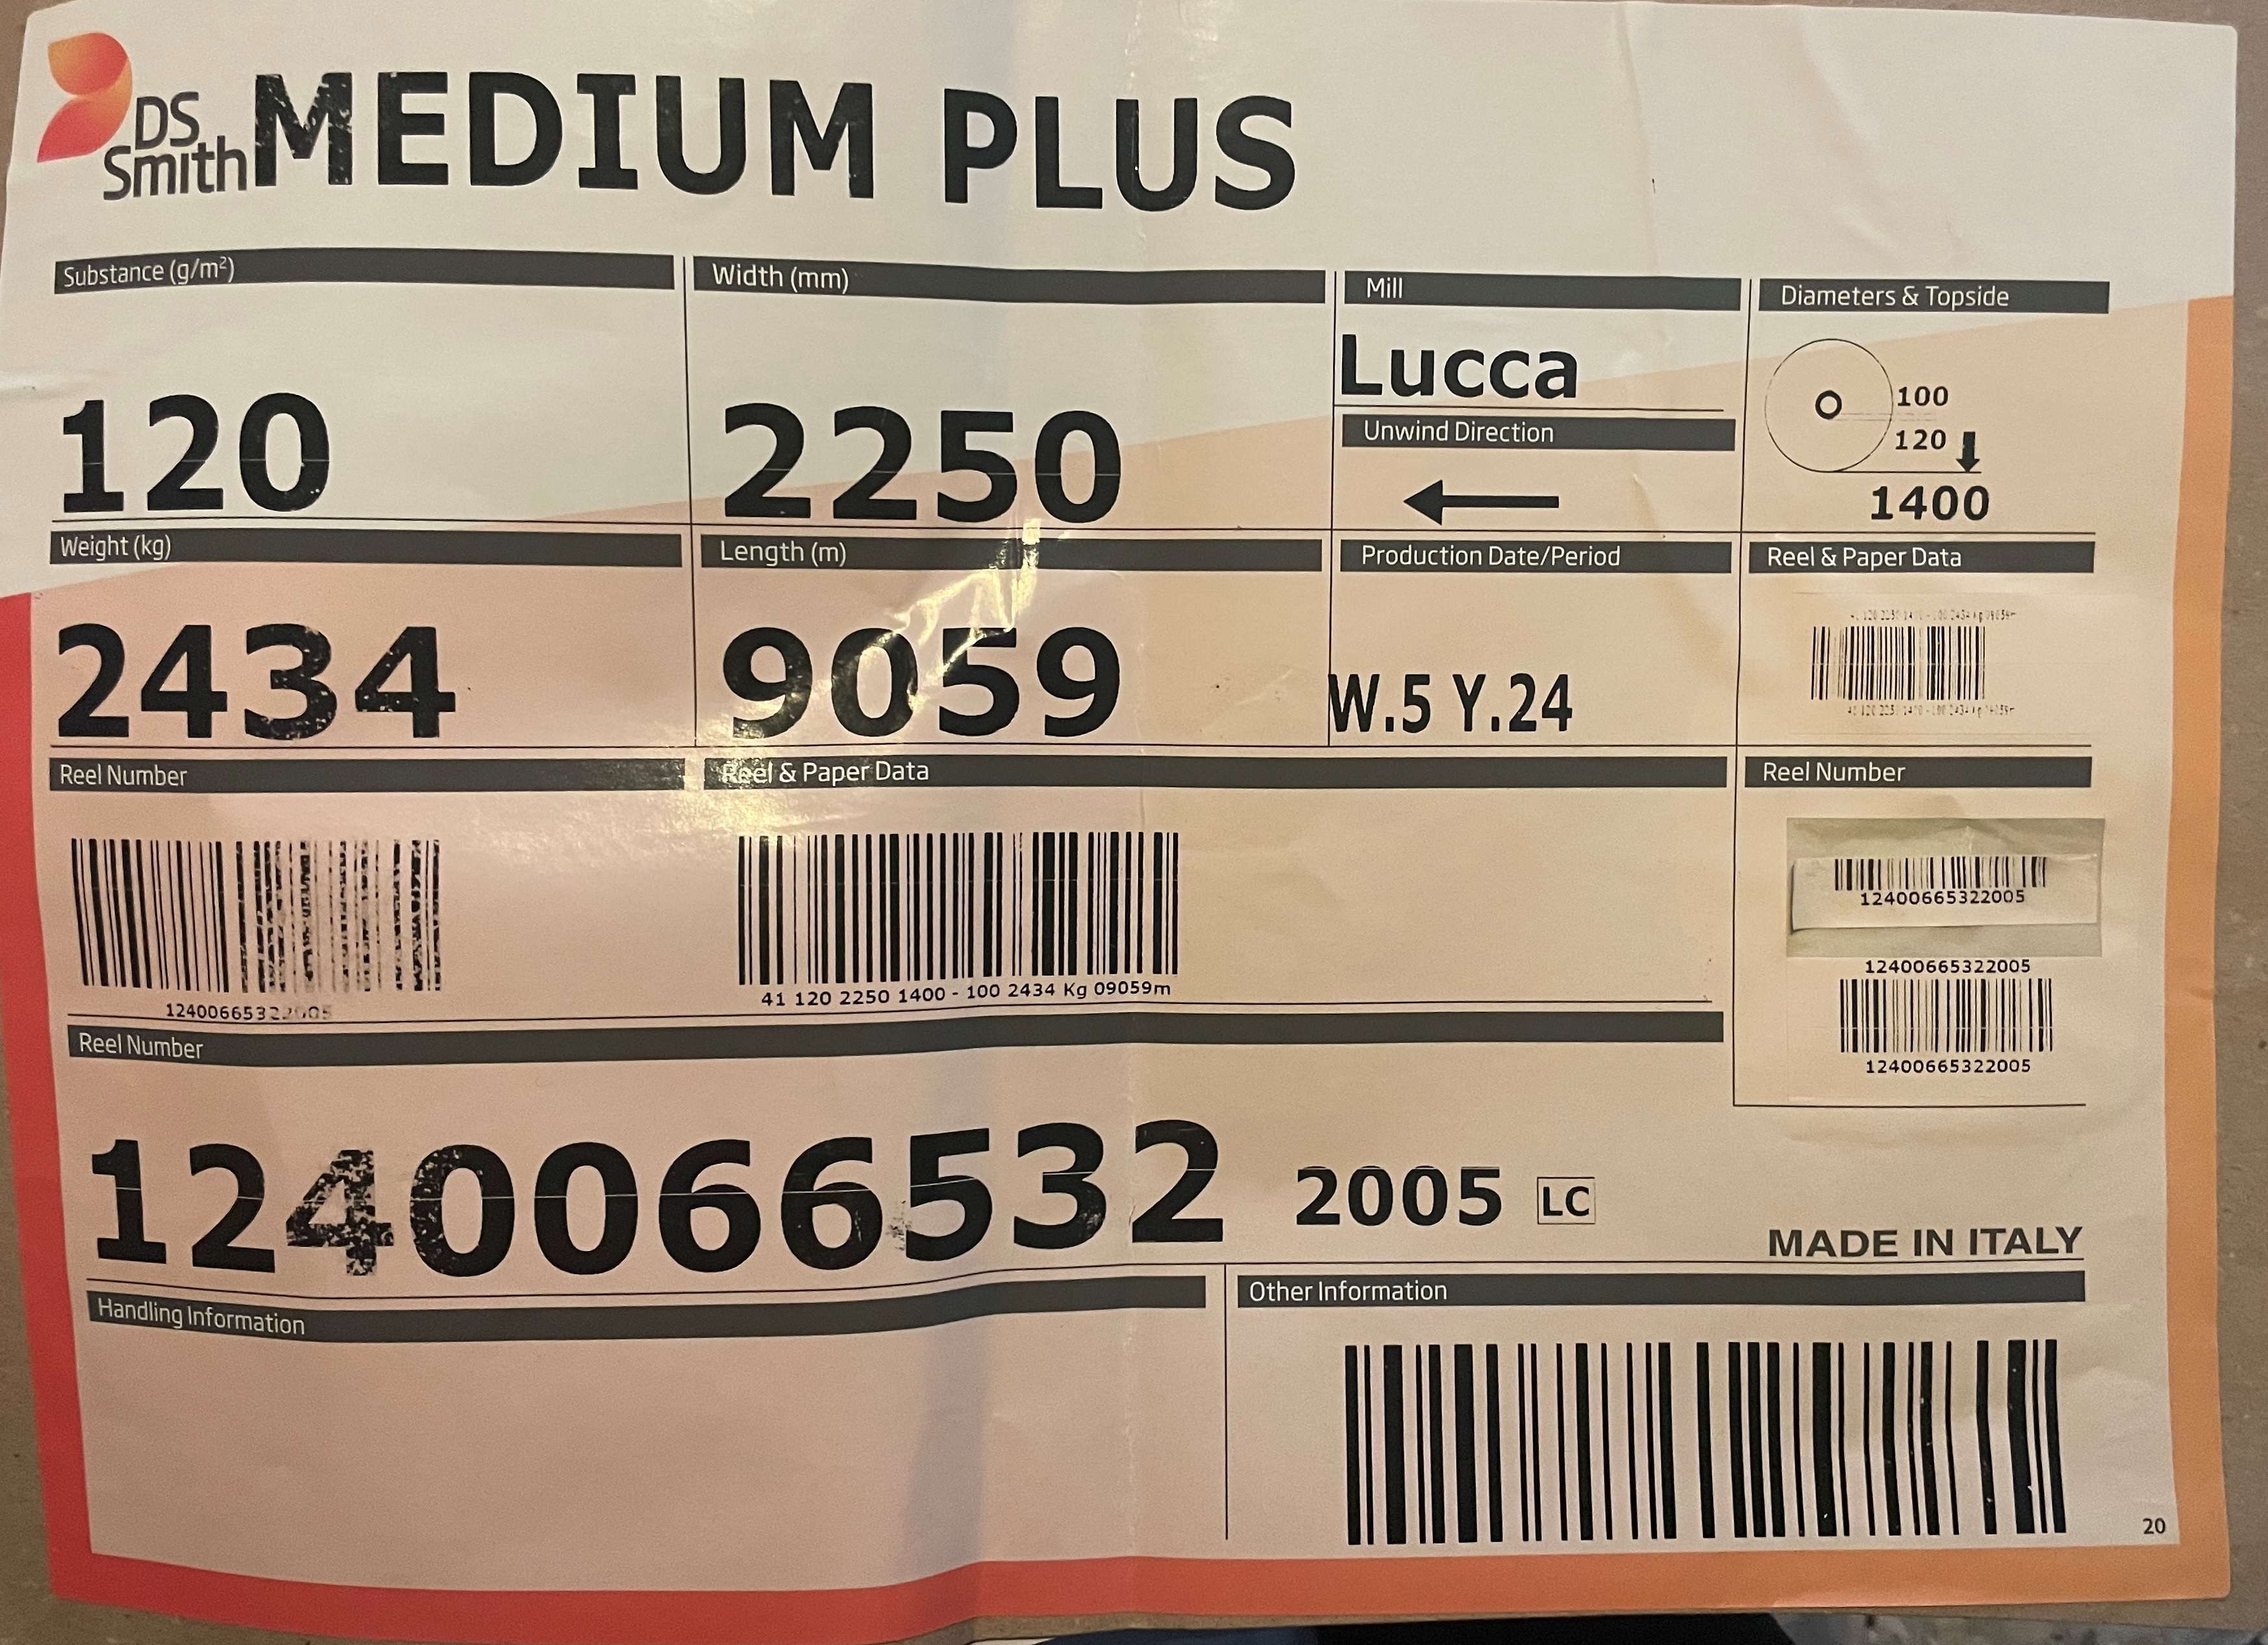 DS
Smith
MEDIUM PLUS
Substance (g/m²)
120
Width (mm)
2250
Mill
Lucca
Unwind Direction
Diameters & Topside
100
120
1400
Weight (kg)
2434
Length (m)
9059
Production Date/Period
W.5 Y.24
Reel & Paper Data
41 120 2250 1400 - 100 2434 Kg 09059m
41 120 2250 1400 - 100 2434 Kg 09059m
Reel Number
12400665322005
Reel & Paper Data
41 120 2250 1400 - 100 2434 Kg 09059m
Reel Number
12400665322005
12400665322005
12400665322005
Reel Number
1240066532 2005 LC
MADE IN ITALY
Handling Information
Other Information
20